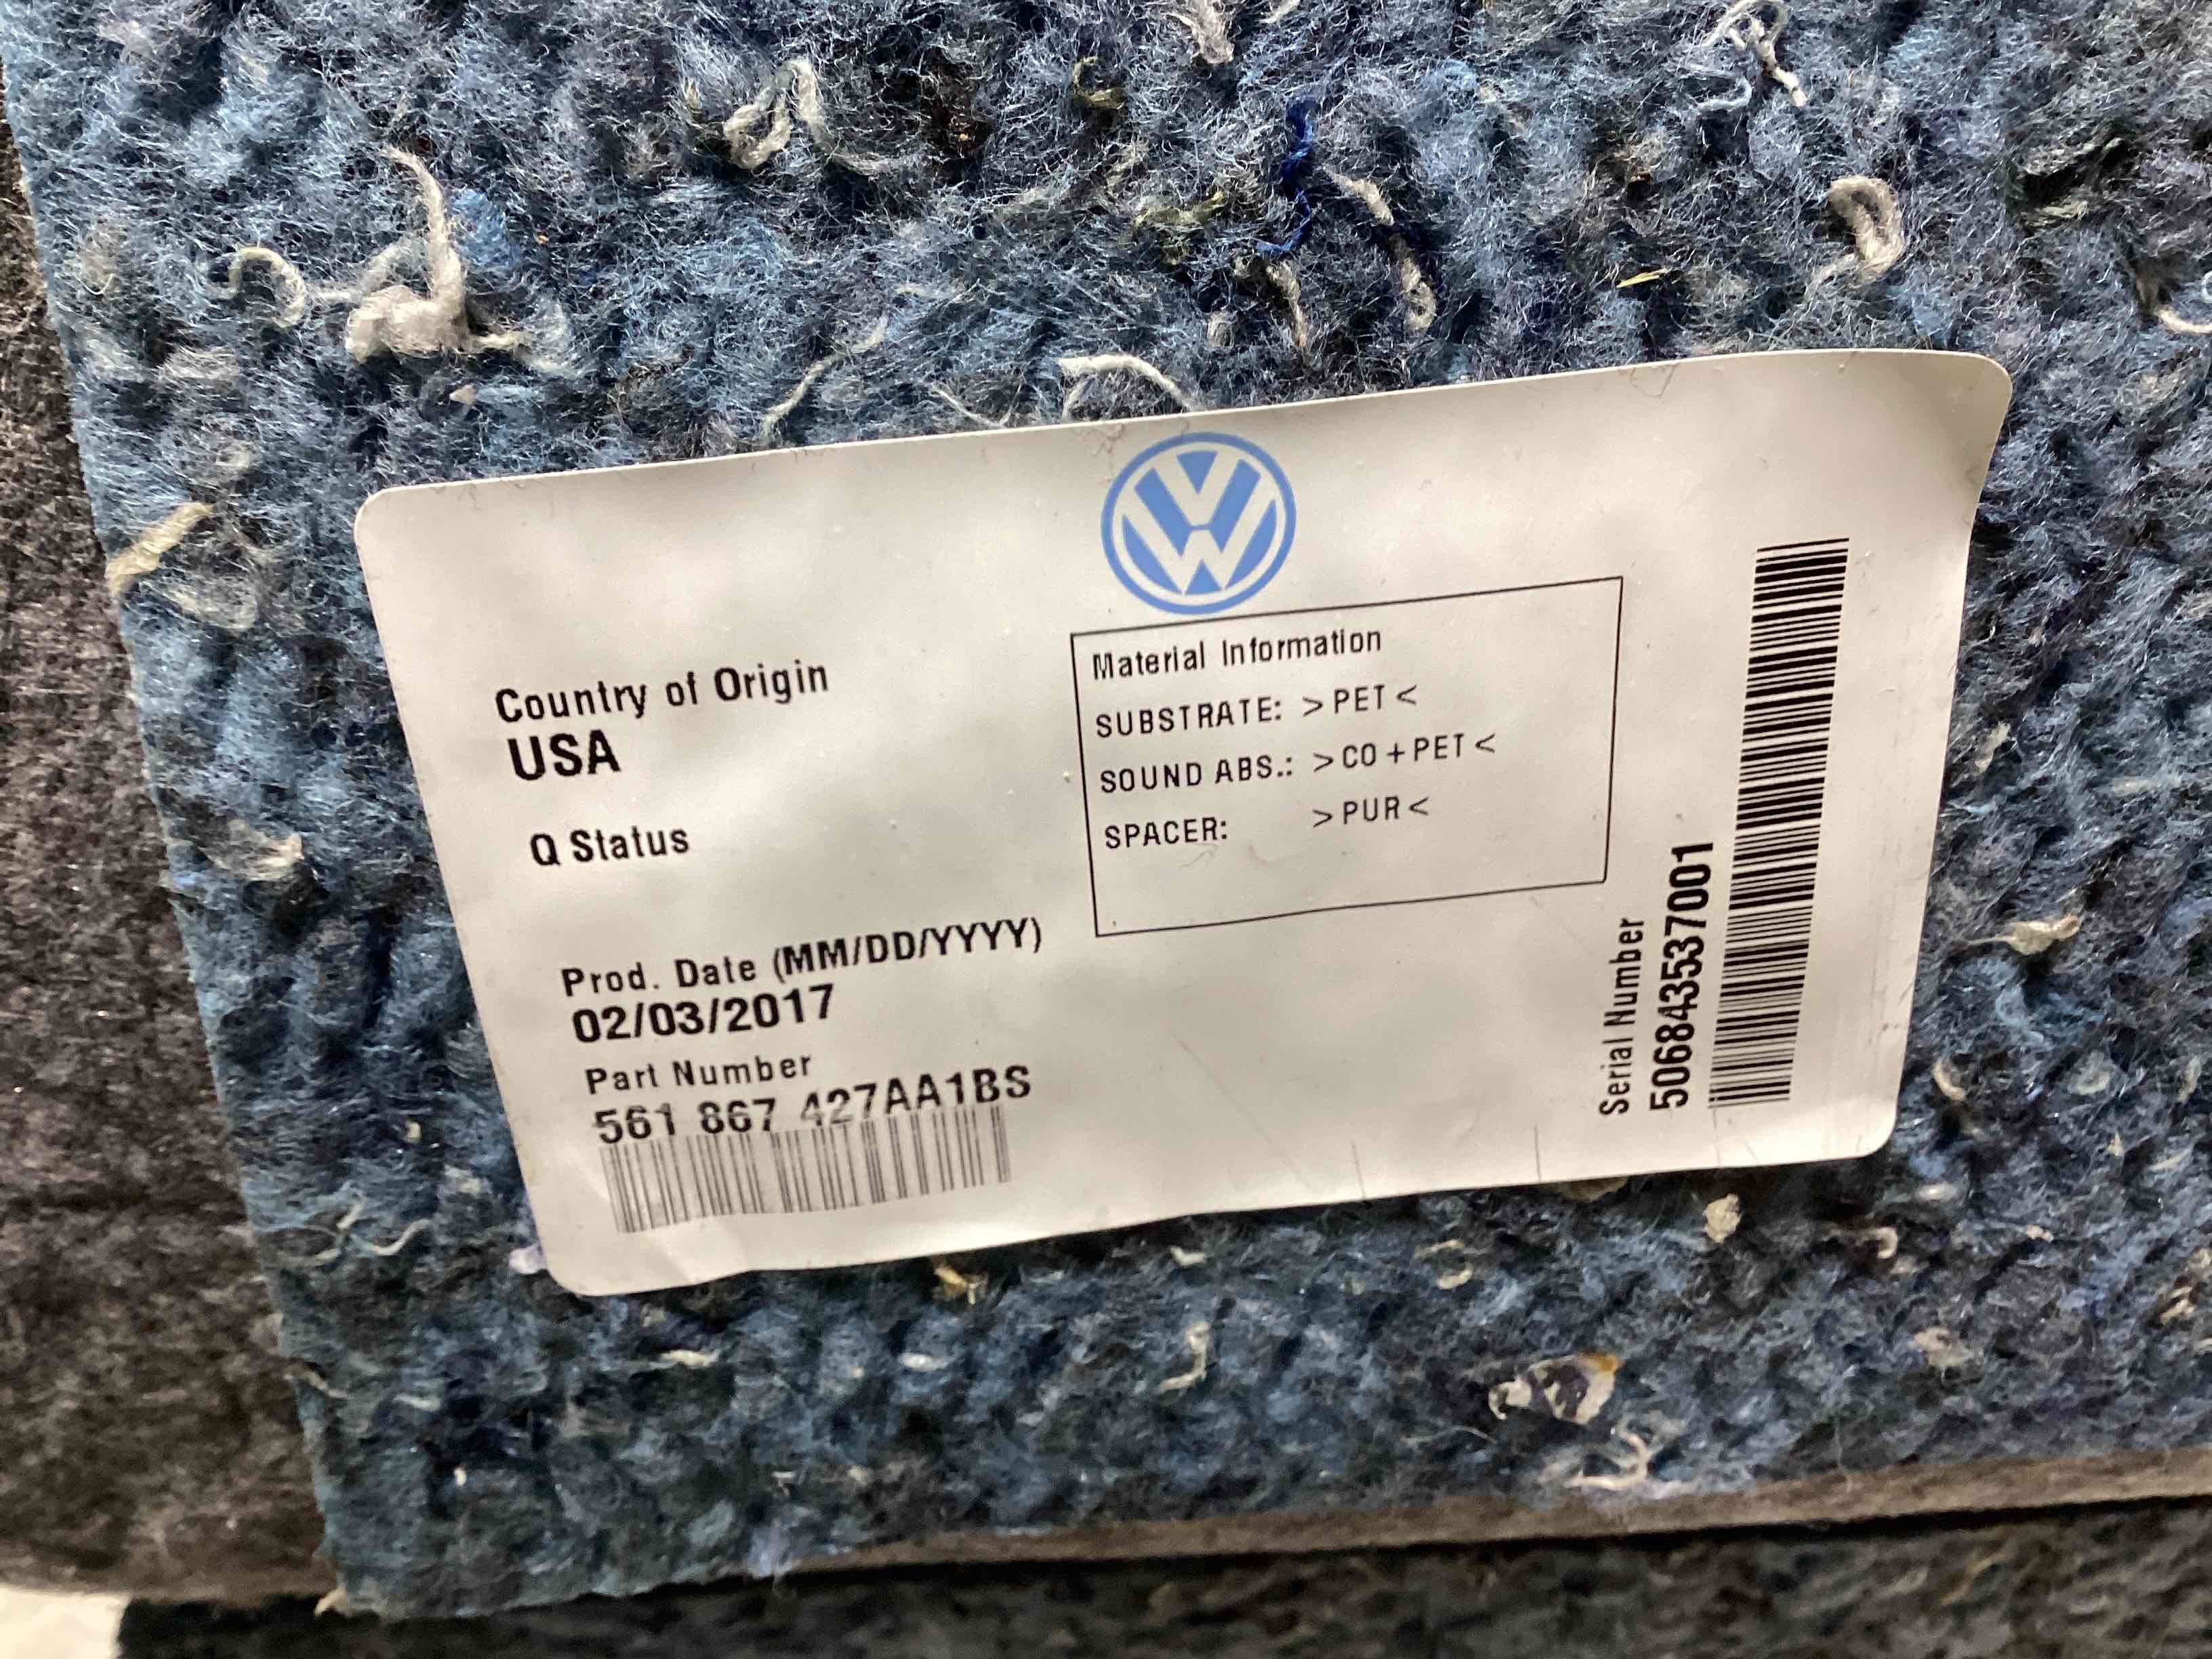 VW
Country of Origin
USA
Q Status
Prod. Date (MM/DD/YYYY)
02/03/2017
Part Number
561 867 427AA1BS
Material Information
SUBSTRATE: >PET<
SOUND ABS.: >CO+PET<
SPACER: >PUR<
Serial Number
5068435537001